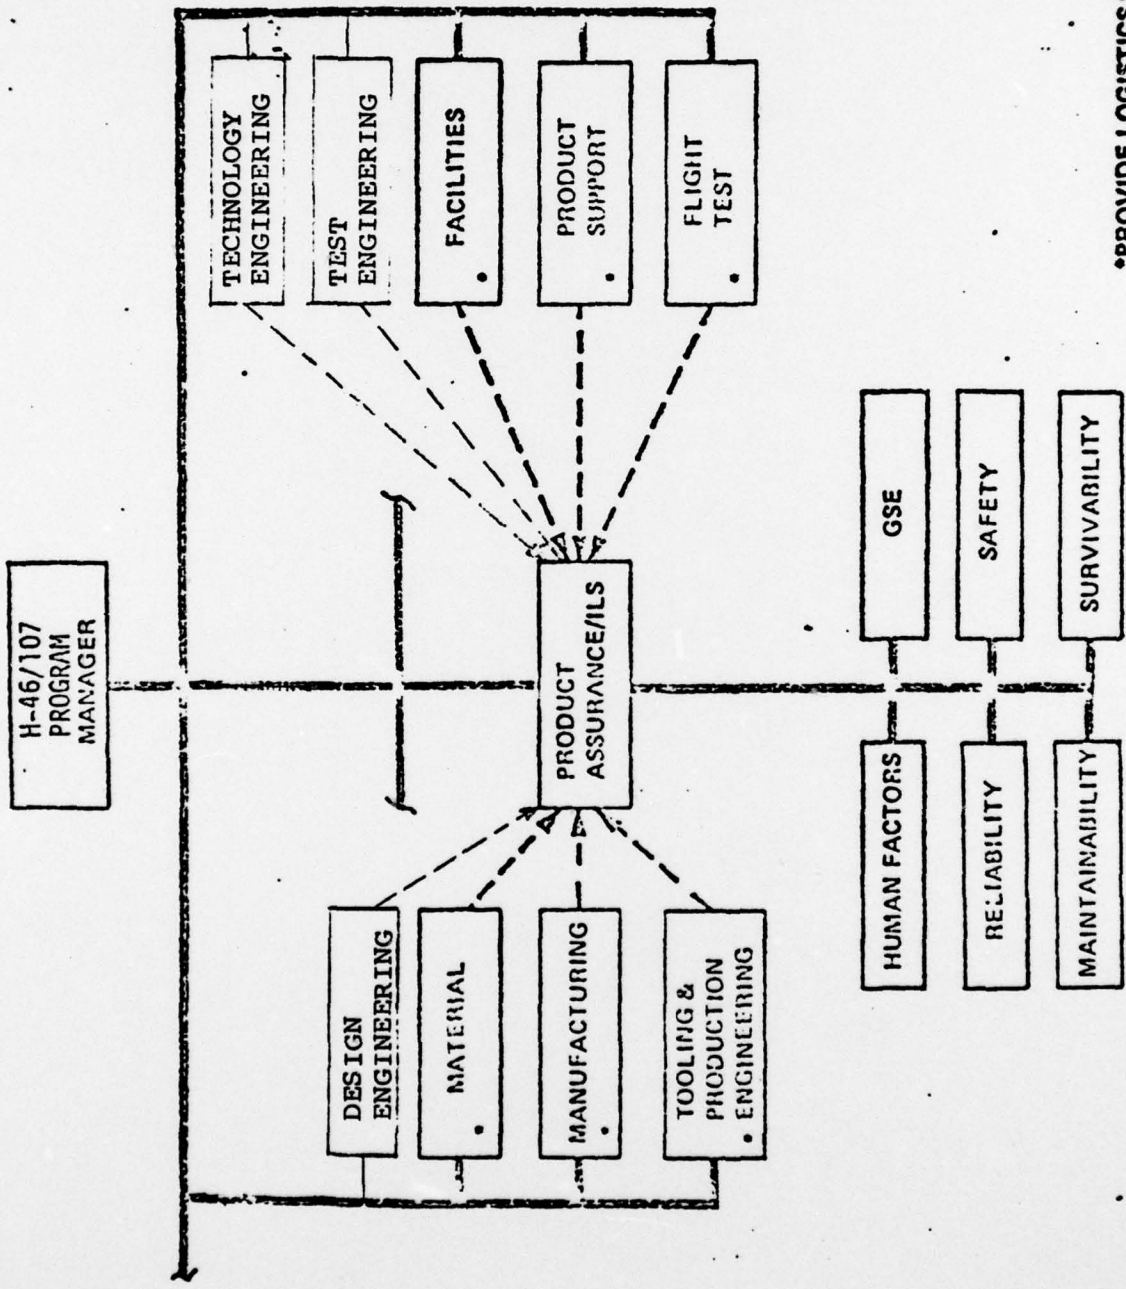 H-46/107
PROGRAM
MANAGER
TECHNOLOGY
ENGINEERING
TEST
ENGINEERING
FACILITIES
PRODUCT
SUPPORT
FLIGHT
TEST
DESIGN
ENGINEERING
MATERIAL
MANUFACTURING
TOOLING &
PRODUCTION
ENGINEERING
PRODUCT
ASSURANCE/ILS
HUMAN FACTORS
GSE
RELIABILITY
SAFETY
MAINTAINABILITY
SURVIVABILITY
*PROVIDE LOGISTICS